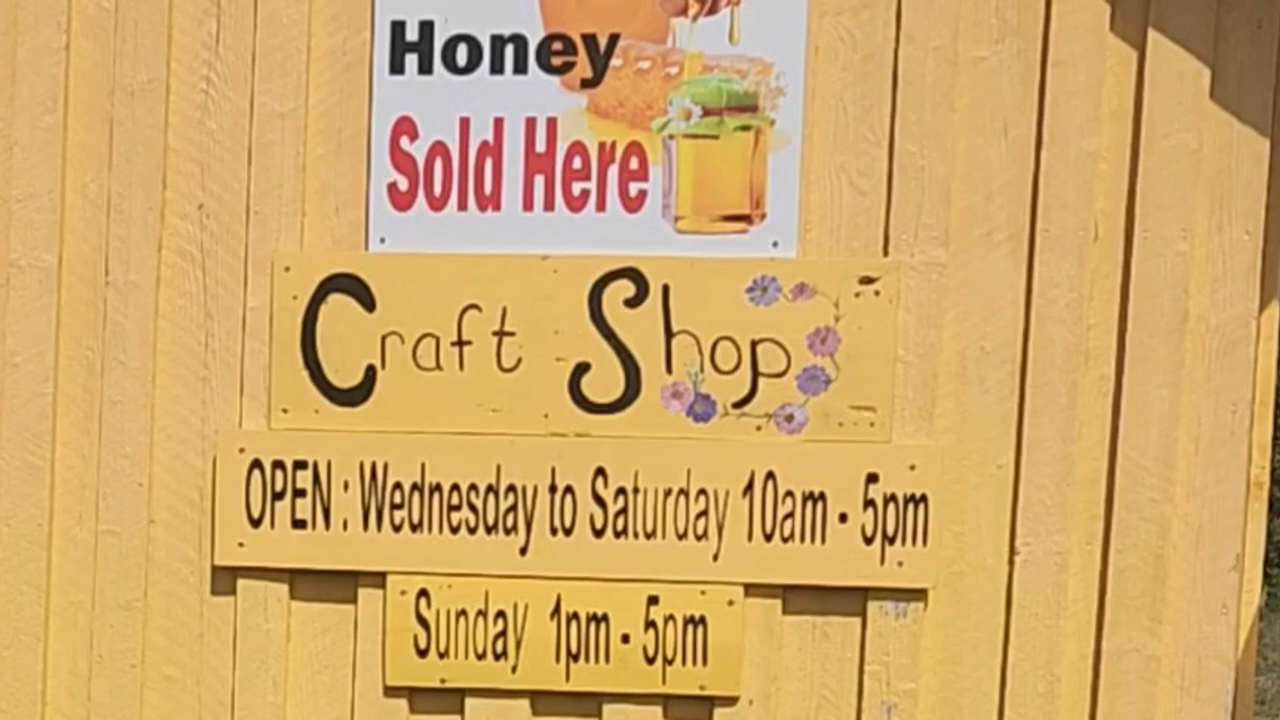 Honey
Sold Here
Craft Shop
OPEN : Wednesday to Saturday 10am - 5pm
Sunday 1pm - 5pm